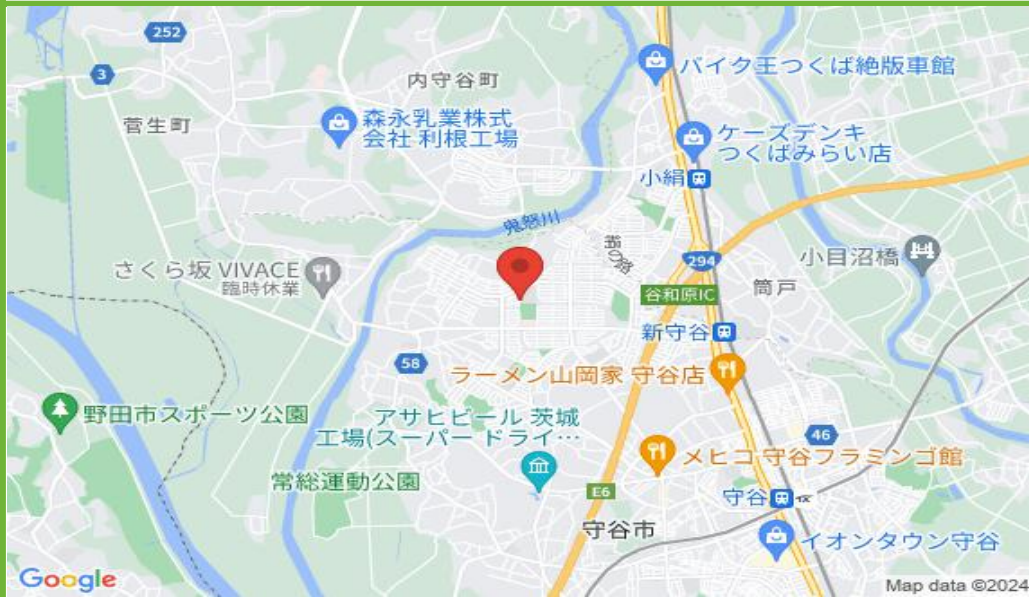 252
バイク王つくば絶版車館
3
内守谷町
森永乳業株式
会社 利根工場
菅生町
ケーズデンキ
つくばみらい店
小絹
鬼怒川
294
小目沼橋
さくら坂 VIVACE
臨時休業
筒戸
谷和原IC
新守谷
58
ラーメン山岡家 守谷店
野田市スポーツ公園
アサヒビール 茨城
工場(スーパー ドライ…
46
メヒコ 守谷フラミンゴ館
常総運動公園
E6
守谷
守谷市
イオンタウン守谷
Google
Map data ©2024